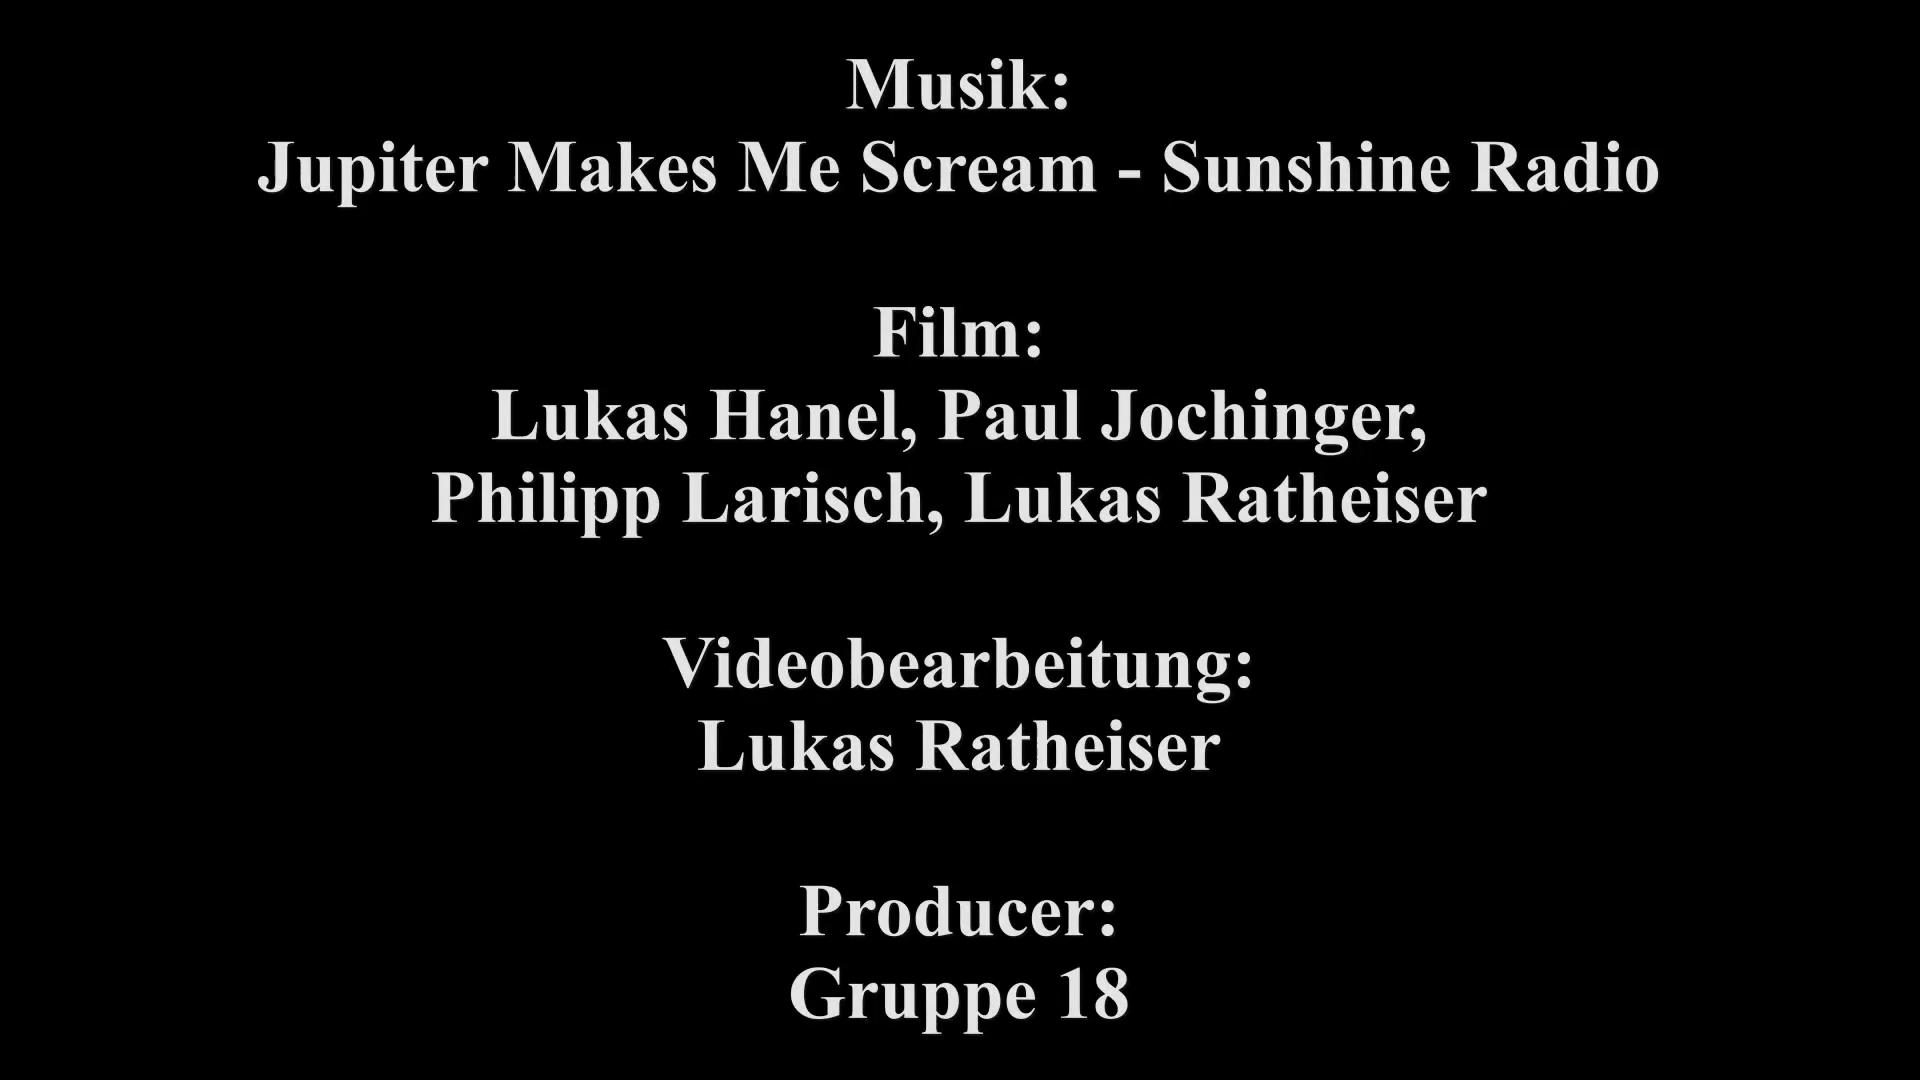 Musik:
Jupiter Makes Me Scream - Sunshine Radio
Film:
Lukas Hanel, Paul Jochinger,
Philipp Larisch, Lukas Ratheiser
Videobearbeitung:
Lukas Ratheiser
Producer:
Gruppe 18